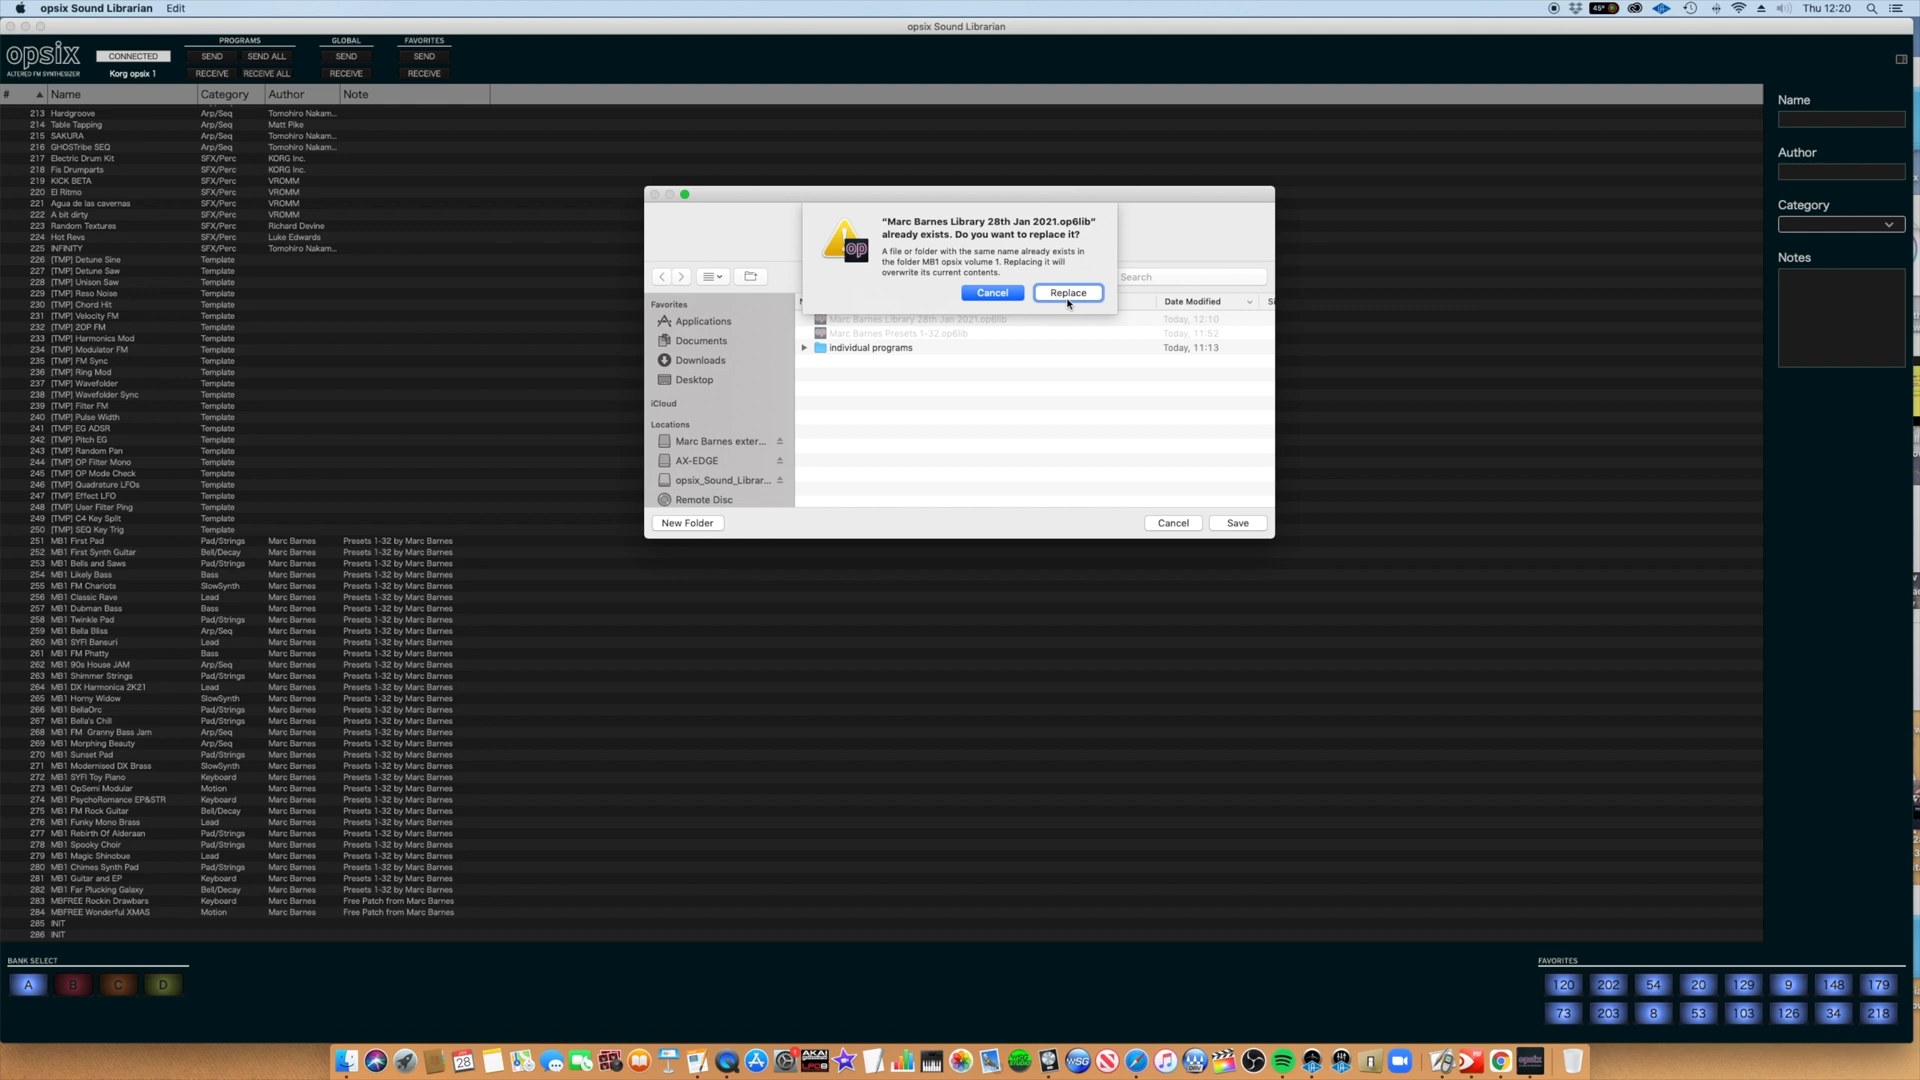 opsix Sound Librarian Edit
45° Thu 12:20
opsix Sound Librarian
opsix
ALTERED FM SYNTHESIZER
CONNECTED
Korg opsix 1
PROGRAMS
SEND SEND ALL
RECEIVE RECEIVE ALL
GLOBAL
SEND
RECEIVE
FAVORITES
SEND
RECEIVE
# Name Category Author Note
213 Hardgroove Arp/Seq Tomohiro Nakam...
214 Table Tapping Arp/Seq Matt Pike
215 SAKURA Arp/Seq Tomohiro Nakam...
216 GHOSTribe SEQ Arp/Seq Tomohiro Nakam...
217 Electric Drum Kit SFX/Perc KORG Inc.
218 Fis Drumparts SFX/Perc KORG Inc.
219 KICK BETA SFX/Perc VROMM
220 El Ritmo SFX/Perc VROMM
221 Agua de las cavernas SFX/Perc VROMM
222 A bit dirty SFX/Perc VROMM
223 Random Textures SFX/Perc Richard Devine
224 Hot Revs SFX/Perc Luke Edwards
225 INFINITY SFX/Perc Tomohiro Nakam...
226 [TMP] Detune Sine Template
227 [TMP] Detune Saw Template
228 [TMP] Unison Saw Template
229 [TMP] Reso Noise Template
230 [TMP] Chord Hit Template
231 [TMP] Velocity FM Template
232 [TMP] 2OP FM Template
233 [TMP] Harmonics Mod Template
234 [TMP] Modulator FM Template
235 [TMP] FM Sync Template
236 [TMP] Ring Mod Template
237 [TMP] Wavefolder Template
238 [TMP] Wavefolder Sync Template
239 [TMP] Filter FM Template
240 [TMP] Pulse Width Template
241 [TMP] EG ADSR Template
242 [TMP] Pitch EG Template
243 [TMP] Random Pan Template
244 [TMP] OP Filter Mono Template
245 [TMP] OP Mode Check Template
246 [TMP] Quadrature LFOs Template
247 [TMP] Effect LFO Template
248 [TMP] User Filter Ping Template
249 [TMP] C4 Key Split Template
250 [TMP] SEQ Key Trig Template
251 MB1 First Pad Pad/Strings Marc Barnes Presets 1-32 by Marc Barnes
252 MB1 First Synth Guitar Bell/Decay Marc Barnes Presets 1-32 by Marc Barnes
253 MB1 Bells and Saws Pad/Strings Marc Barnes Presets 1-32 by Marc Barnes
254 MB1 Likely Bass Bass Marc Barnes Presets 1-32 by Marc Barnes
255 MB1 FM Chariots SlowSynth Marc Barnes Presets 1-32 by Marc Barnes
256 MB1 Classic Rave Lead Marc Barnes Presets 1-32 by Marc Barnes
257 MB1 Dubman Bass Bass Marc Barnes Presets 1-32 by Marc Barnes
258 MB1 Twinkle Pad Pad/Strings Marc Barnes Presets 1-32 by Marc Barnes
259 MB1 Bella Bliss Arp/Seq Marc Barnes Presets 1-32 by Marc Barnes
260 MB1 SYFI Bansuri Lead Marc Barnes Presets 1-32 by Marc Barnes
261 MB1 FM Phatty Bass Marc Barnes Presets 1-32 by Marc Barnes
262 MB1 90s House JAM Arp/Seq Marc Barnes Presets 1-32 by Marc Barnes
263 MB1 Shimmer Strings Pad/Strings Marc Barnes Presets 1-32 by Marc Barnes
264 MB1 DX Harmonica 2K21 Lead Marc Barnes Presets 1-32 by Marc Barnes
265 MB1 Horny Widow SlowSynth Marc Barnes Presets 1-32 by Marc Barnes
266 MB1 BellaOrc Pad/Strings Marc Barnes Presets 1-32 by Marc Barnes
267 MB1 Bella's Chill Pad/Strings Marc Barnes Presets 1-32 by Marc Barnes
268 MB1 FM Granny Bass Jam Arp/Seq Marc Barnes Presets 1-32 by Marc Barnes
269 MB1 Morphing Beauty Arp/Seq Marc Barnes Presets 1-32 by Marc Barnes
270 MB1 Sunset Pad Pad/Strings Marc Barnes Presets 1-32 by Marc Barnes
271 MB1 Modernised DX Brass SlowSynth Marc Barnes Presets 1-32 by Marc Barnes
272 MB1 SYFI Toy Piano Keyboard Marc Barnes Presets 1-32 by Marc Barnes
273 MB1 OpSemi Modular Motion Marc Barnes Presets 1-32 by Marc Barnes
274 MB1 PsychoRomance EP&STR Keyboard Marc Barnes Presets 1-32 by Marc Barnes
275 MB1 FM Rock Guitar Bell/Decay Marc Barnes Presets 1-32 by Marc Barnes
276 MB1 Funky Mono Brass Lead Marc Barnes Presets 1-32 by Marc Barnes
277 MB1 Rebirth Of Alderaan Pad/Strings Marc Barnes Presets 1-32 by Marc Barnes
278 MB1 Spooky Choir Pad/Strings Marc Barnes Presets 1-32 by Marc Barnes
279 MB1 Magic Shinobue Lead Marc Barnes Presets 1-32 by Marc Barnes
280 MB1 Chimes Synth Pad Pad/Strings Marc Barnes Presets 1-32 by Marc Barnes
281 MB1 Guitar and EP Keyboard Marc Barnes Presets 1-32 by Marc Barnes
282 MB1 Far Plucking Galaxy Bell/Decay Marc Barnes Presets 1-32 by Marc Barnes
283 MBFREE Rockin Drawbars Keyboard Marc Barnes Free Patch from Marc Barnes
284 MBFREE Wonderful XMAS Motion Marc Barnes Free Patch from Marc Barnes
285 INIT
286 INIT
"Marc Barnes Library 28th Jan 2021.op6lib"
already exists. Do you want to replace it?
A file or folder with the same name already exists in
the folder MB1 opsix volume 1. Replacing it will
overwrite its current contents.
Cancel Replace
Search
Date Modified
Marc Barnes Library 28th Jan 2021.op6lib Today, 12:10
Marc Barnes Presets 1-32.op6lib Today, 11:52
individual programs Today, 11:13
Favorites
Applications
Documents
Downloads
Desktop
iCloud
Locations
Marc Barnes exter...
AX-EDGE
opsix_Sound_Librar...
Remote Disc
New Folder Cancel Save
Name
Author
Category
Notes
BANK SELECT
A B C D
FAVORITES
120 202 54 20 129 9 148 179
73 203 8 53 103 126 34 218
28